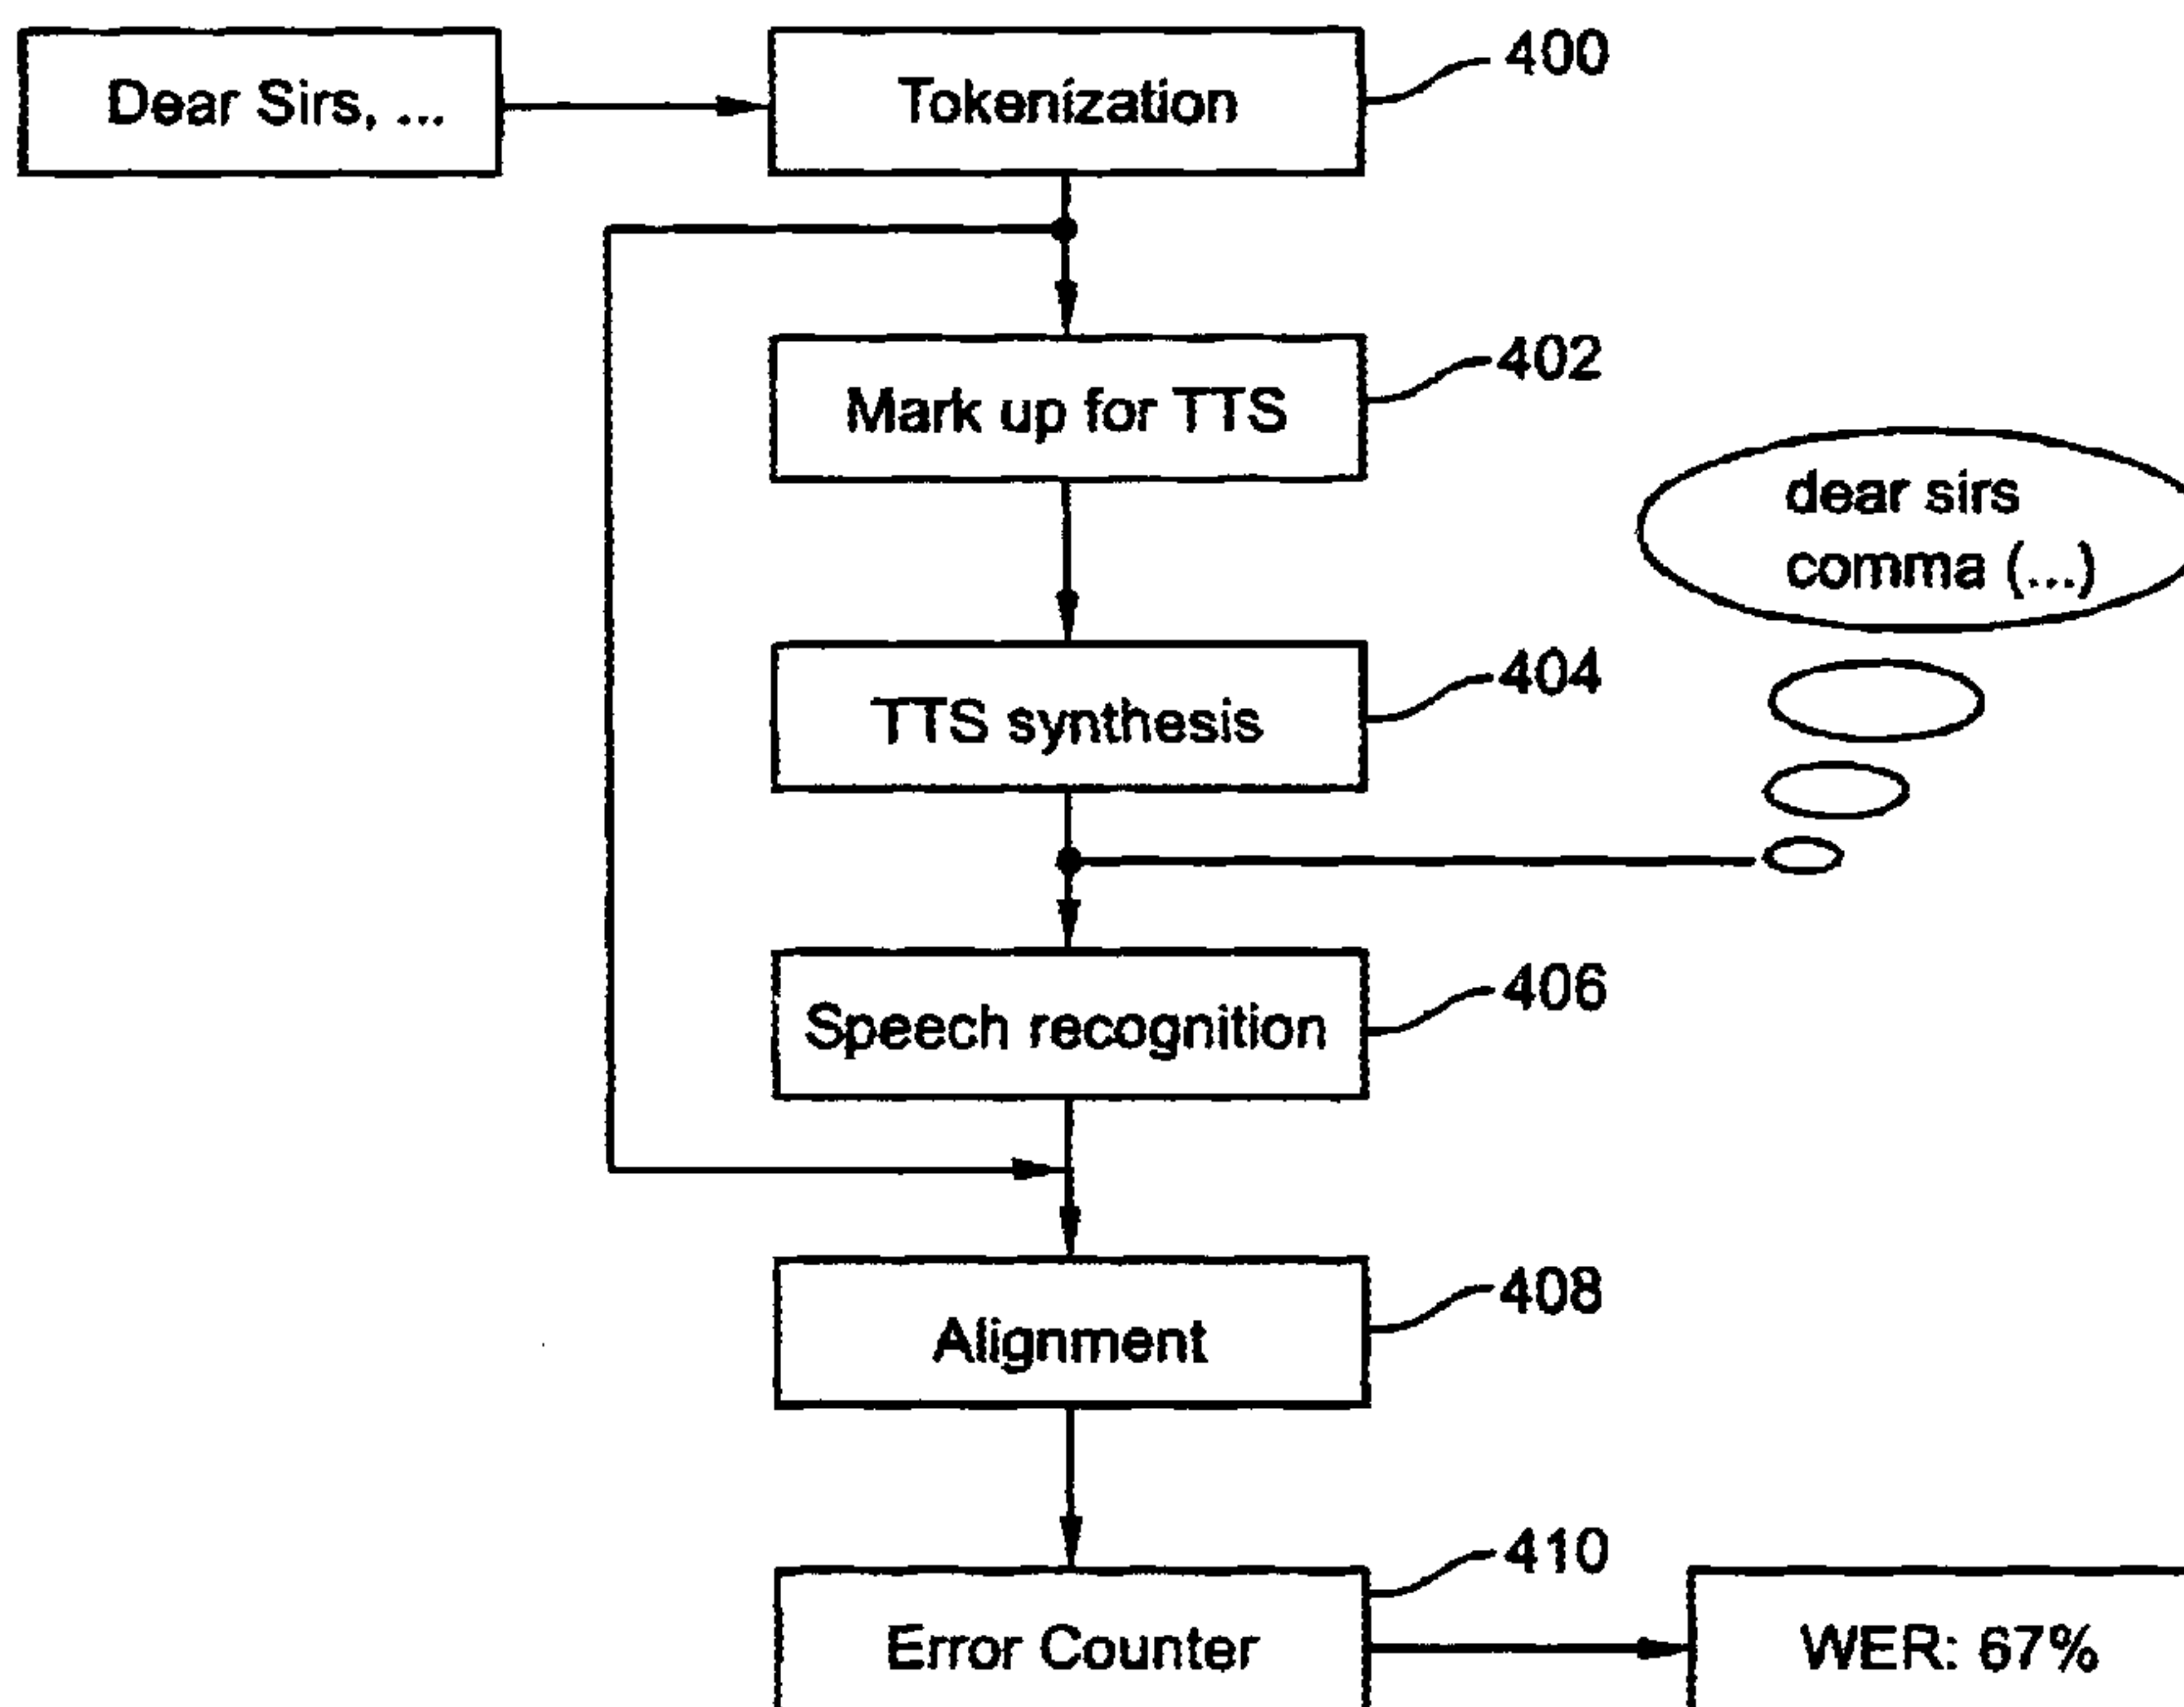 Dear Sirs, ...
Tokenization
400
Mark up for TTS
402
dear sirs
comma (...)
TTS synthesis
404
Speech recognition
406
Alignment
408
Error Counter
410
WER: 67%